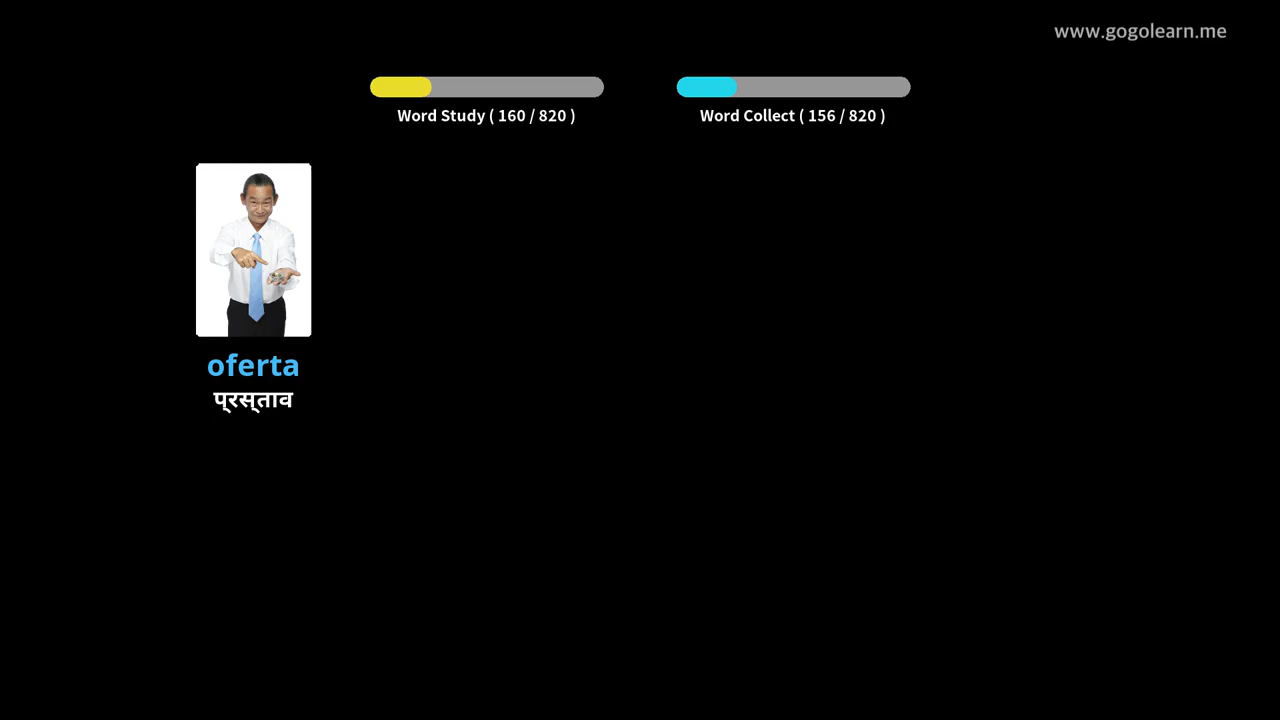 www.gogolearn.me
Word Study ( 160 / 820 )
Word Collect ( 156 / 820 )
oferta
प्रस्ताव